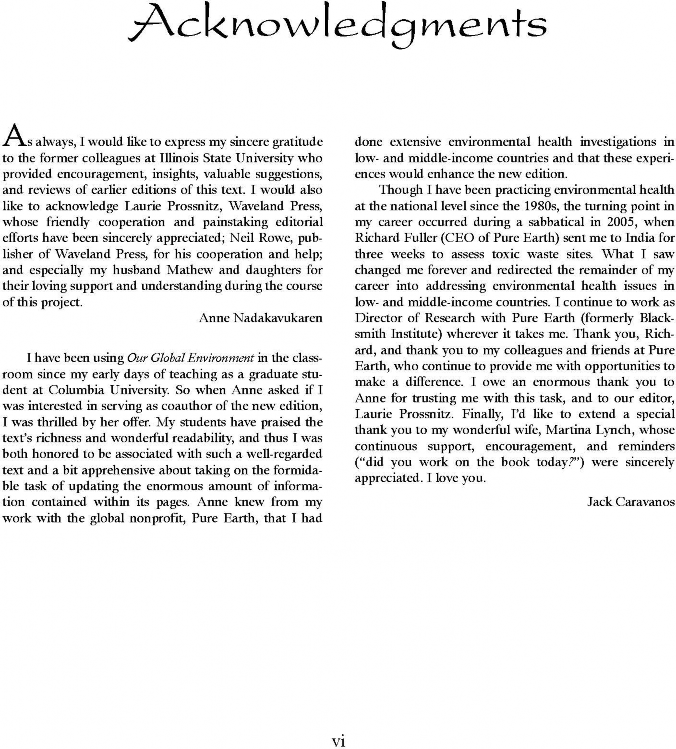 Acknowledgments
As always, I would like to express my sincere gratitude
to the former colleagues at Illinois State University who
provided encouragement, insights, valuable suggestions,
and reviews of earlier editions of this text. I would also
like to acknowledge Laurie Prossnitz, Waveland Press,
whose friendly cooperation and painstaking editorial
efforts have been sincerely appreciated; Neil Rowe, pub-
lisher of Waveland Press, for his cooperation and help;
and especially my husband Mathew and daughters for
their loving support and understanding during the course
of this project.
Anne Nadakavukaren
I have been using Our Global Environment in the class-
room since my early days of teaching as a graduate stu-
dent at Columbia University. So when Anne asked if I
was interested in serving as coauthor of the new edition,
I was thrilled by her offer. My students have praised the
text's richness and wonderful readability, and thus I was
both honored to be associated with such a well-regarded
text and a bit apprehensive about taking on the formida-
ble task of updating the enormous amount of informa-
tion contained within its pages. Anne knew from my
work with the global nonprofit, Pure Earth, that I had
done extensive environmental health investigations in
low- and middle-income countries and that these experi-
ences would enhance the new edition.
Though I have been practicing environmental health
at the national level since the 1980s, the turning point in
my career occurred during a sabbatical in 2005, when
Richard Fuller (CEO of Pure Earth) sent me to India for
three weeks to assess toxic waste sites. What I saw
changed me forever and redirected the remainder of my
career into addressing environmental health issues in
low- and middle-income countries. I continue to work as
Director of Research with Pure Earth (formerly Black-
smith Institute) wherever it takes me. Thank you, Rich-
ard, and thank you to my colleagues and friends at Pure
Earth, who continue to provide me with opportunities to
make a difference. I owe an enormous thank you to
Anne for trusting me with this task, and to our editor,
Laurie Prossnitz. Finally, I'd like to extend a special
thank you to my wonderful wife, Martina Lynch, whose
continuous support, encouragement, and reminders
("did you work on the book today?") were sincerely
appreciated. I love you.
Jack Caravanos
vi